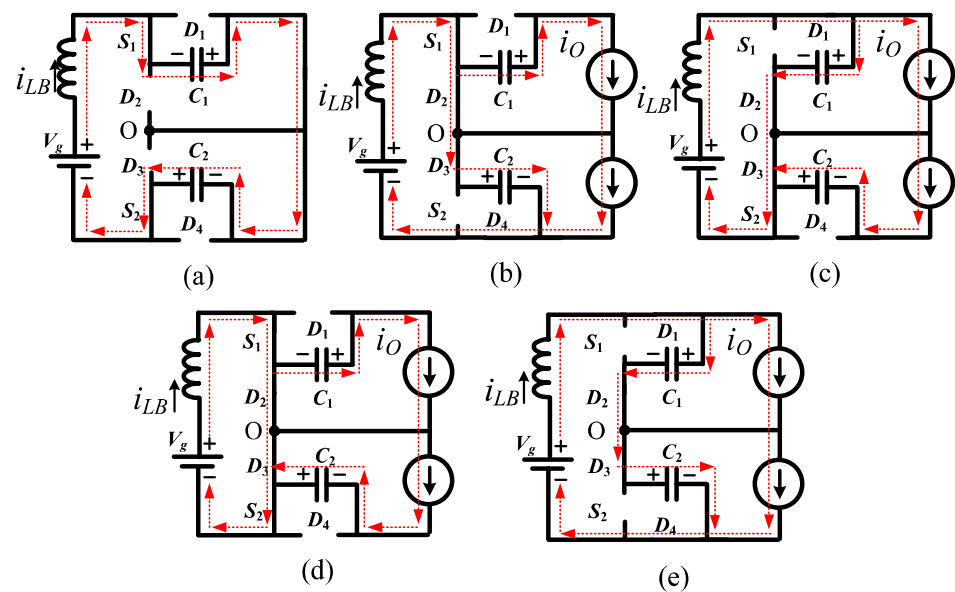 S1 D1 − + C1
iLB
D2
O
Vg + −
D3 C2 + −
S2 D4
(a)
S1 D1 iO − + C1
iLB
D2
O
Vg + −
D3 C2 + −
S2 D4
(b)
S1 D1 iO − + C1
iLB
D2
O
Vg + −
D3 C2 + −
S2 D4
(c)
S1 D1 iO − + C1
iLB
D2
O
Vg + −
D3 C2 + −
S2 D4
(d)
S1 D1 iO − + C1
iLB
D2
O
Vg + −
D3 C2 + −
S2 D4
(e)